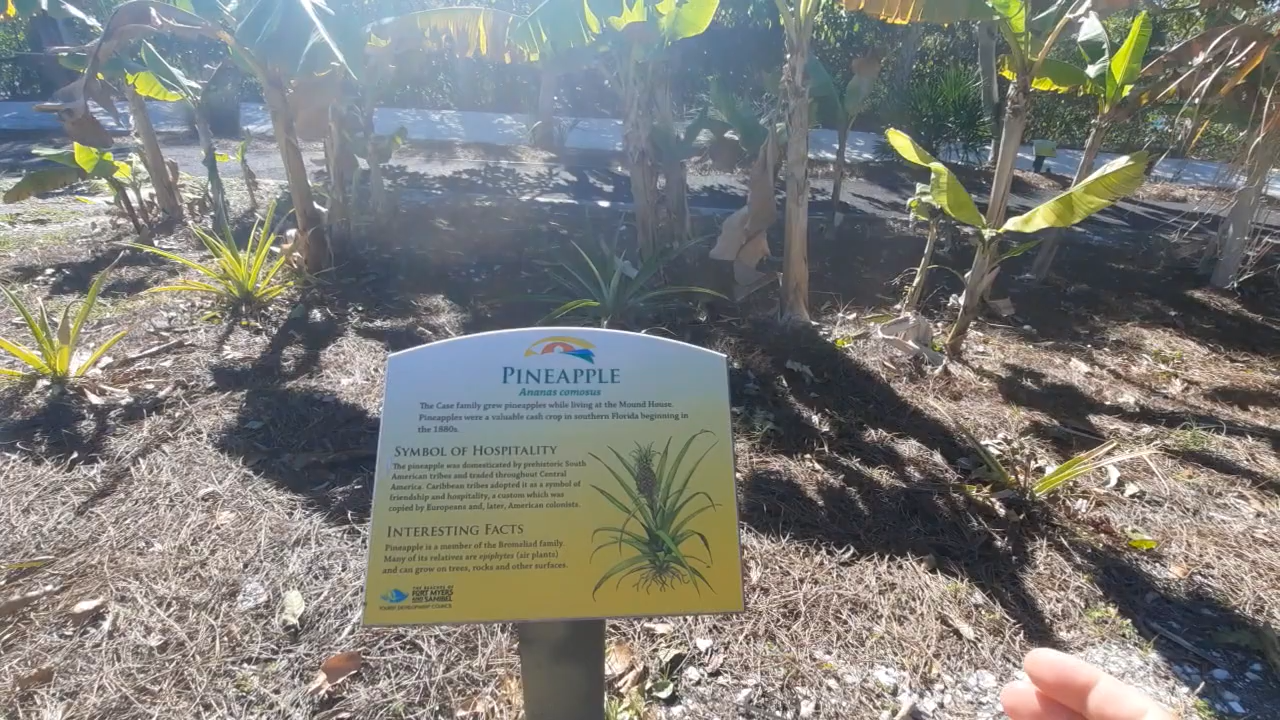 PINEAPPLE
Ananas comosus
The Case family grew pineapples while living at the Mound House.
Pineapples were a valuable cash crop in southern Florida beginning in
the 1880s.
SYMBOL OF HOSPITALITY
The pineapple was domesticated by prehistoric South
American tribes and traded throughout Central
America. Caribbean tribes adopted it as a symbol of
friendship and hospitality, a custom which was
copied by Europeans and, later, American colonists.
INTERESTING FACTS
Pineapple is a member of the Bromeliad family.
Many of its relatives are epiphytes (air plants)
and can grow on trees, rocks and other surfaces.
THE BEACHES OF
FORT MYERS
AND SANIBEL
TOURIST DEVELOPMENT COUNCIL